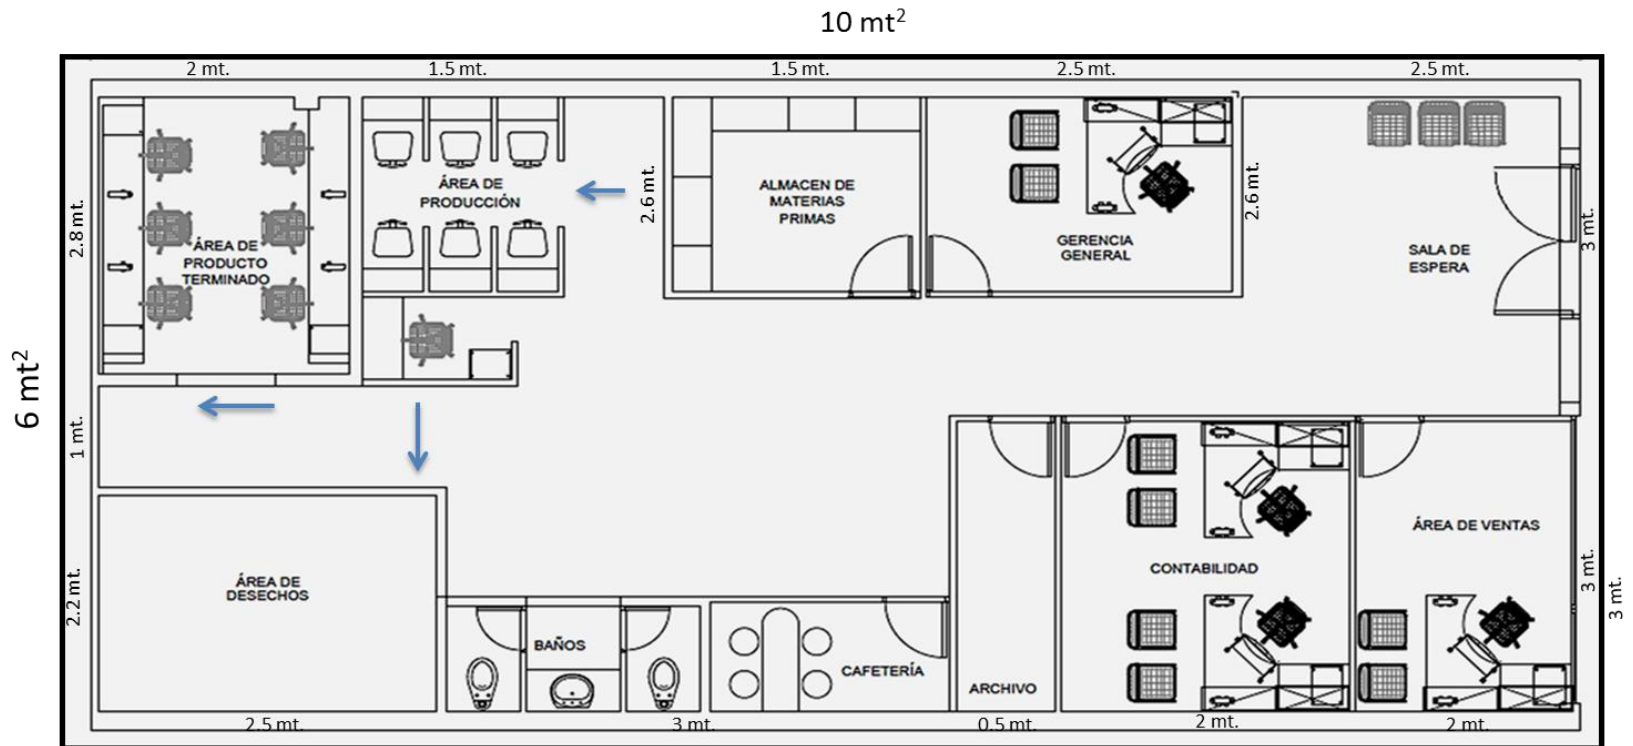 10 mt²
2 mt.
1.5 mt.
1.5 mt.
2.5 mt.
2.5 mt.
6 mt²
2.8 mt.
1 mt.
2.2 mt.
ÁREA DE
PRODUCTO
TERMINADO
ÁREA DE
PRODUCCIÓN
2.6 mt.
ALMACEN DE
MATERIAS
PRIMAS
GERENCIA
GENERAL
2.6 mt.
SALA DE
ESPERA
3 mt.
ÁREA DE
DESECHOS
BAÑOS
CAFETERÍA
ARCHIVO
CONTABILIDAD
ÁREA DE VENTAS
3 mt.
3 mt.
2.5 mt.
3 mt.
0.5 mt.
2 mt.
2 mt.